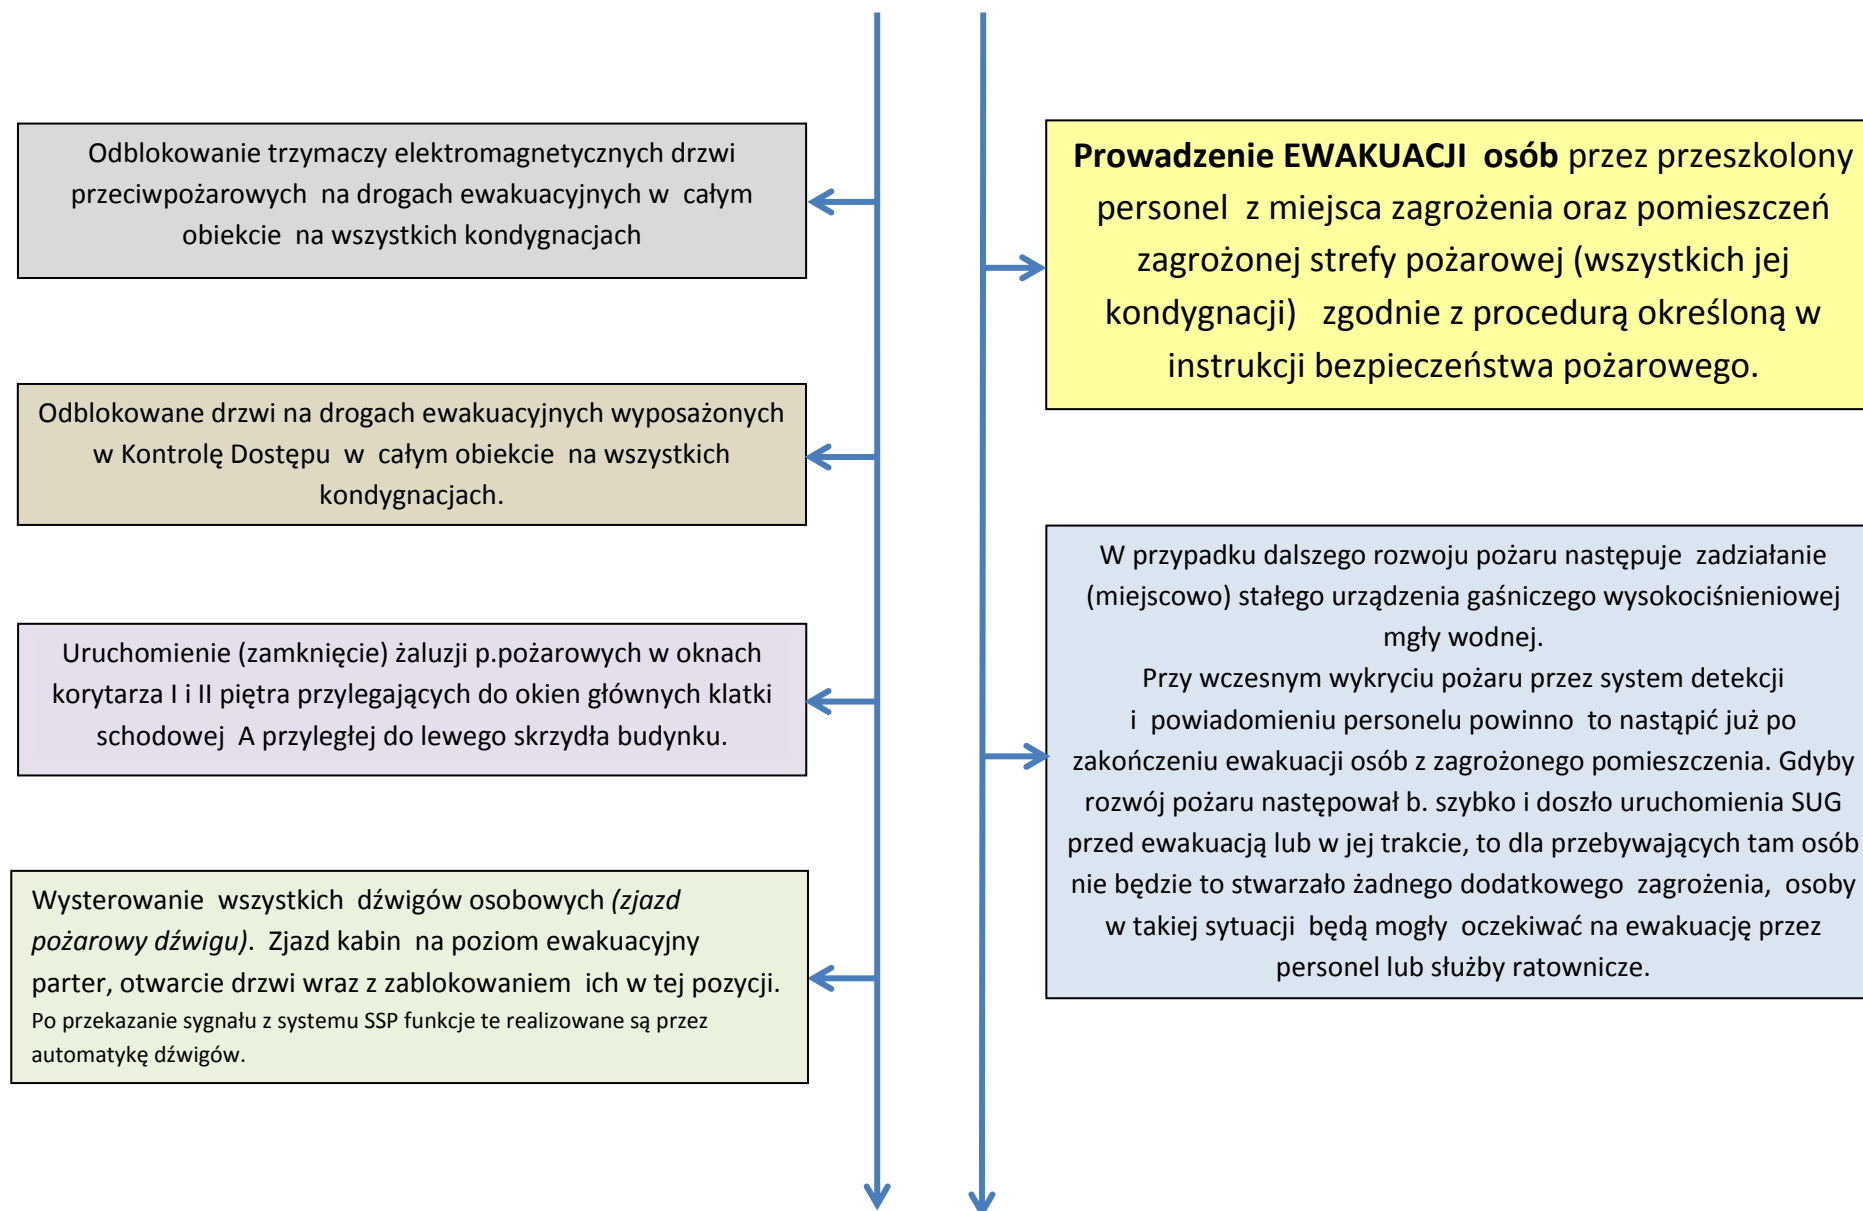 Odblokowanie trzymaczy elektromagnetycznych drzwi
przeciwpożarowych na drogach ewakuacyjnych w całym
obiekcie na wszystkich kondygnacjach
Odblokowane drzwi na drogach ewakuacyjnych wyposażonych
w Kontrolę Dostępu w całym obiekcie na wszystkich
kondygnacjach.
Uruchomienie (zamknięcie) żaluzji p.pożarowych w oknach
korytarza I i II piętra przylegających do okien głównych klatki
schodowej A przyległej do lewego skrzydła budynku.
Wysterowanie wszystkich dźwigów osobowych (zjazd
pożarowy dźwigu). Zjazd kabin na poziom ewakuacyjny
parter, otwarcie drzwi wraz z zablokowaniem ich w tej pozycji.
Po przekazanie sygnału z systemu SSP funkcje te realizowane są przez
automatykę dźwigów.
Prowadzenie EWAKUACJI osób przez przeszkolony
personel z miejsca zagrożenia oraz pomieszczeń
zagrożonej strefy pożarowej (wszystkich jej
kondygnacji) zgodnie z procedurą określoną w
instrukcji bezpieczeństwa pożarowego.
W przypadku dalszego rozwoju pożaru następuje zadziałanie
(miejscowo) stałego urządzenia gaśniczego wysokociśnieniowej
mgły wodnej.
Przy wczesnym wykryciu pożaru przez system detekcji
i powiadomieniu personelu powinno to nastąpić już po
zakończeniu ewakuacji osób z zagrożonego pomieszczenia. Gdyby
rozwój pożaru następował b. szybko i doszło uruchomienia SUG
przed ewakuacją lub w jej trakcie, to dla przebywających tam osób
nie będzie to stwarzało żadnego dodatkowego zagrożenia, osoby
w takiej sytuacji będą mogły oczekiwać na ewakuację przez
personel lub służby ratownicze.